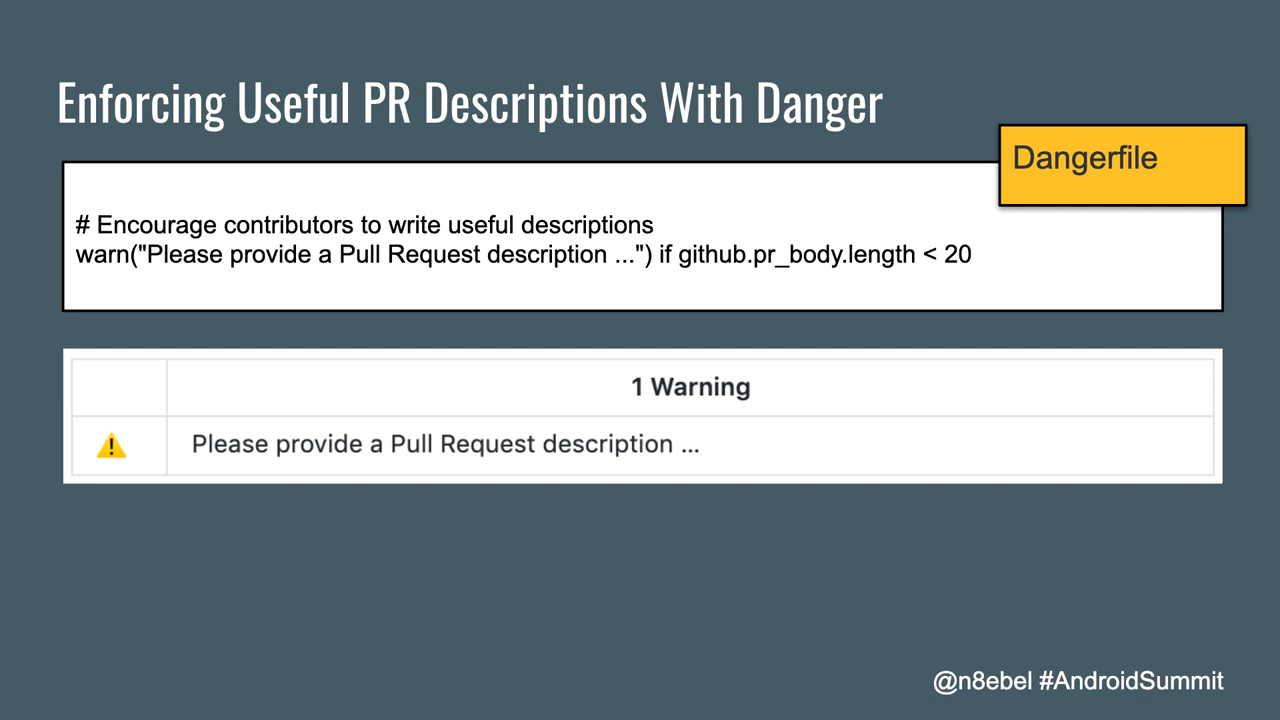 Enforcing Useful PR Descriptions With Danger
Dangerfile
# Encourage contributors to write useful descriptions
warn("Please provide a Pull Request description ...") if github.pr_body.length < 20
1 Warning
Please provide a Pull Request description ...
@n8ebel #AndroidSummit